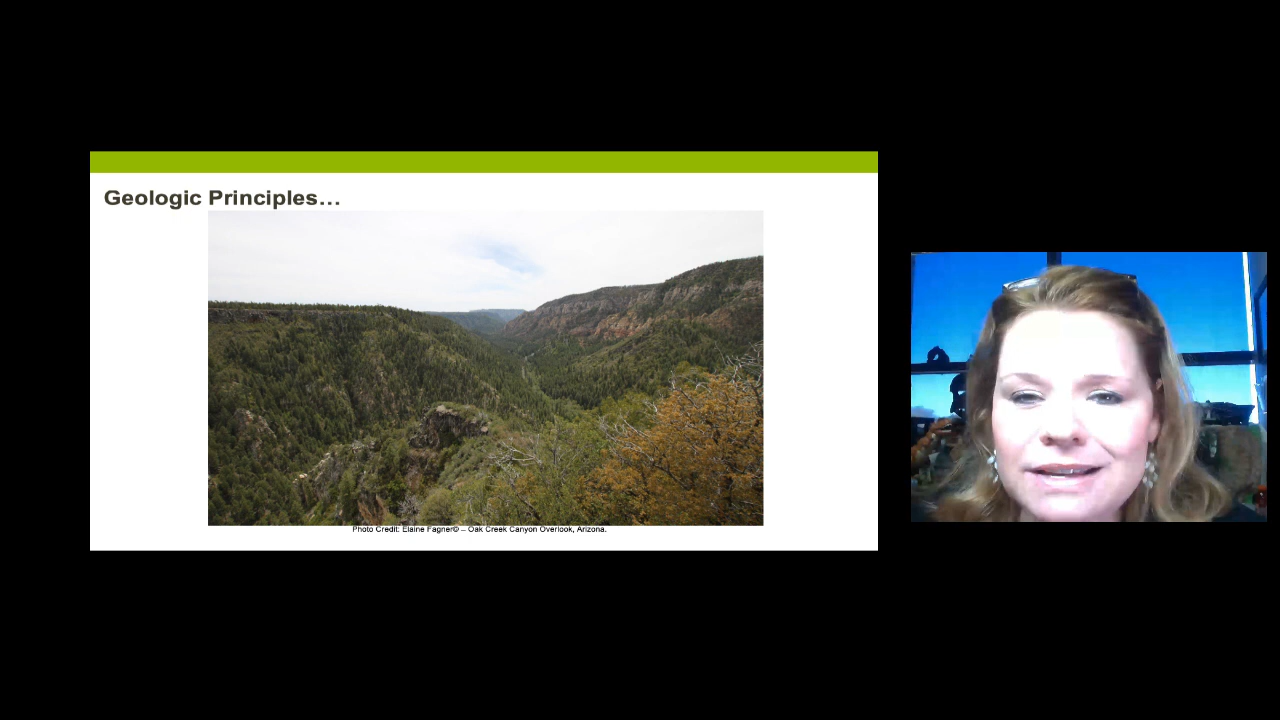 Geologic Principles…
Photo Credit: Elaine Fagner© – Oak Creek Canyon Overlook, Arizona.